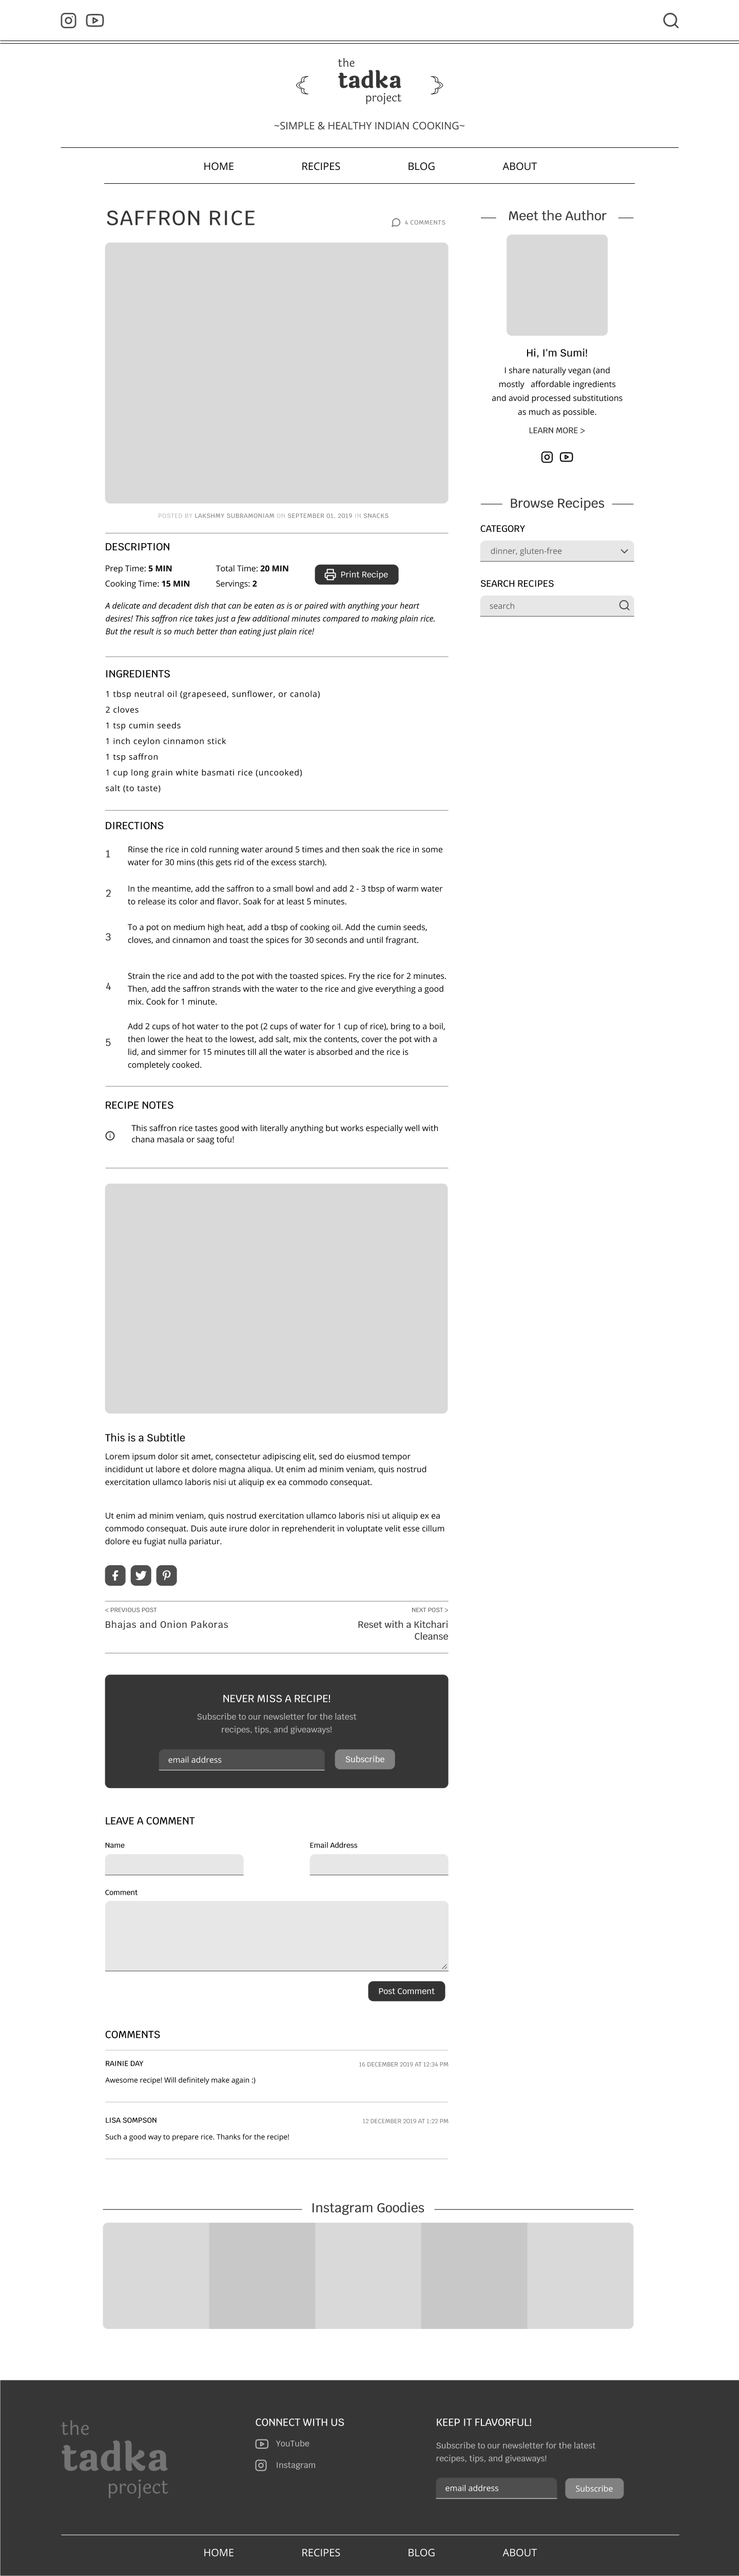 the
tadka
project
~SIMPLE & HEALTHY INDIAN COOKING~
HOME RECIPES BLOG ABOUT
SAFFRON RICE
4 COMMENTS
POSTED BY LAKSHMY SUBRAMONIAM ON SEPTEMBER 01, 2019 IN SNACKS
DESCRIPTION
Prep Time: 5 MIN Total Time: 20 MIN
Cooking Time: 15 MIN Servings: 2
Print Recipe
A delicate and decadent dish that can be eaten as is or paired with anything your heart
desires! This saffron rice takes just a few additional minutes compared to making plain rice.
But the result is so much better than eating just plain rice!
INGREDIENTS
1 tbsp neutral oil (grapeseed, sunflower, or canola)
2 cloves
1 tsp cumin seeds
1 inch ceylon cinnamon stick
1 tsp saffron
1 cup long grain white basmati rice (uncooked)
salt (to taste)
DIRECTIONS
1 Rinse the rice in cold running water around 5 times and then soak the rice in some
water for 30 mins (this gets rid of the excess starch).
2 In the meantime, add the saffron to a small bowl and add 2 - 3 tbsp of warm water
to release its color and flavor. Soak for at least 5 minutes.
3 To a pot on medium high heat, add a tbsp of cooking oil. Add the cumin seeds,
cloves, and cinnamon and toast the spices for 30 seconds and until fragrant.
4 Strain the rice and add to the pot with the toasted spices. Fry the rice for 2 minutes.
Then, add the saffron strands with the water to the rice and give everything a good
mix. Cook for 1 minute.
5 Add 2 cups of hot water to the pot (2 cups of water for 1 cup of rice), bring to a boil,
then lower the heat to the lowest, add salt, mix the contents, cover the pot with a
lid, and simmer for 15 minutes till all the water is absorbed and the rice is
completely cooked.
RECIPE NOTES
This saffron rice tastes good with literally anything but works especially well with
chana masala or saag tofu!
This is a Subtitle
Lorem ipsum dolor sit amet, consectetur adipiscing elit, sed do eiusmod tempor
incididunt ut labore et dolore magna aliqua. Ut enim ad minim veniam, quis nostrud
exercitation ullamco laboris nisi ut aliquip ex ea commodo consequat.
Ut enim ad minim veniam, quis nostrud exercitation ullamco laboris nisi ut aliquip ex ea
commodo consequat. Duis aute irure dolor in reprehenderit in voluptate velit esse cillum
dolore eu fugiat nulla pariatur.
< PREVIOUS POST NEXT POST >
Bhajas and Onion Pakoras Reset with a Kitchari
Cleanse
NEVER MISS A RECIPE!
Subscribe to our newsletter for the latest
recipes, tips, and giveaways!
email address Subscribe
LEAVE A COMMENT
Name Email Address
Comment
Post Comment
COMMENTS
RAINIE DAY 16 DECEMBER 2019 AT 12:34 PM
Awesome recipe! Will definitely make again :)
LISA SOMPSON 12 DECEMBER 2019 AT 1:22 PM
Such a good way to prepare rice. Thanks for the recipe!
Meet the Author
Hi, I'm Sumi!
I share naturally vegan (and
mostly affordable ingredients
and avoid processed substitutions
as much as possible.
LEARN MORE >
Browse Recipes
CATEGORY
dinner, gluten-free
SEARCH RECIPES
search
Instagram Goodies
the
tadka
project
CONNECT WITH US
YouTube
Instagram
KEEP IT FLAVORFUL!
Subscribe to our newsletter for the latest
recipes, tips, and giveaways!
email address Subscribe
HOME RECIPES BLOG ABOUT